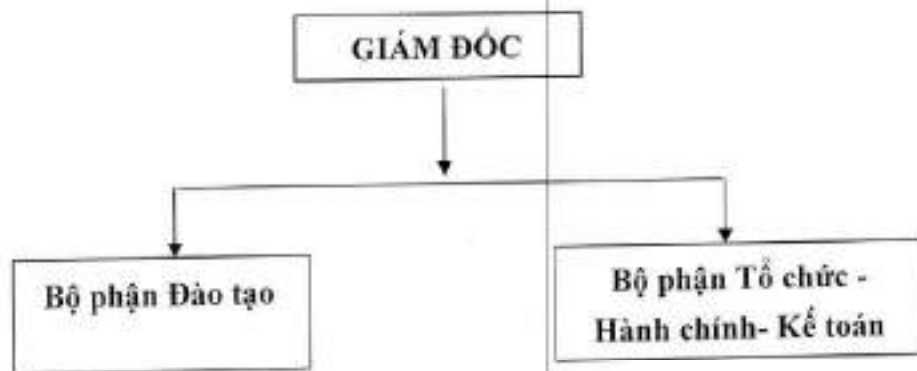 GIÁM ĐỐC
Bộ phận Đào tạo
Bộ phận Tổ chức -
Hành chính- Kế toán